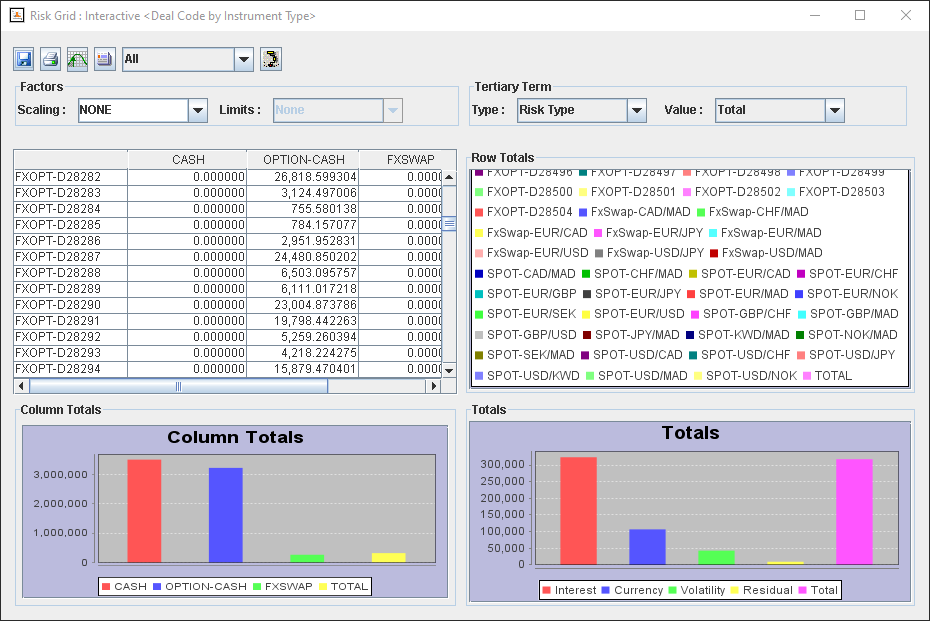 Risk Grid : Interactive <Deal Code by Instrument Type>
All
Factors
Scaling : NONE Limits : None
Tertiary Term
Type : Risk Type Value : Total
CASH OPTION-CASH FXSWAP
FXOPT-D28282 0.000000 26,818.599304 0.0000
FXOPT-D28283 0.000000 3,124.497006 0.0000
FXOPT-D28284 0.000000 755.580138 0.0000
FXOPT-D28285 0.000000 784.157077 0.0000
FXOPT-D28286 0.000000 2,951.952831 0.0000
FXOPT-D28287 0.000000 24,480.850202 0.0000
FXOPT-D28288 0.000000 6,503.095757 0.0000
FXOPT-D28289 0.000000 6,111.017218 0.0000
FXOPT-D28290 0.000000 23,004.873786 0.0000
FXOPT-D28291 0.000000 19,798.442263 0.0000
FXOPT-D28292 0.000000 5,259.260394 0.0000
FXOPT-D28293 0.000000 4,218.224275 0.0000
FXOPT-D28294 0.000000 15,879.470401 0.0000
Row Totals
FXOPT-D28496 FXOPT-D28497 FXOPT-D28498 FXOPT-D28499
FXOPT-D28500 FXOPT-D28501 FXOPT-D28502 FXOPT-D28503
FXOPT-D28504 FxSwap-CAD/MAD FxSwap-CHF/MAD
FxSwap-EUR/CAD FxSwap-EUR/JPY FxSwap-EUR/MAD
FxSwap-EUR/USD FxSwap-USD/JPY FxSwap-USD/MAD
SPOT-CAD/MAD SPOT-CHF/MAD SPOT-EUR/CAD SPOT-EUR/CHF
SPOT-EUR/GBP SPOT-EUR/JPY SPOT-EUR/MAD SPOT-EUR/NOK
SPOT-EUR/SEK SPOT-EUR/USD SPOT-GBP/CHF SPOT-GBP/MAD
SPOT-GBP/USD SPOT-JPY/MAD SPOT-KWD/MAD SPOT-NOK/MAD
SPOT-SEK/MAD SPOT-USD/CAD SPOT-USD/CHF SPOT-USD/JPY
SPOT-USD/KWD SPOT-USD/MAD SPOT-USD/NOK TOTAL
Column Totals
Column Totals
3,000,000
2,000,000
1,000,000
0
CASH OPTION-CASH FXSWAP TOTAL
Totals
Totals
300,000
250,000
200,000
150,000
100,000
50,000
0
Interest Currency Volatility Residual Total